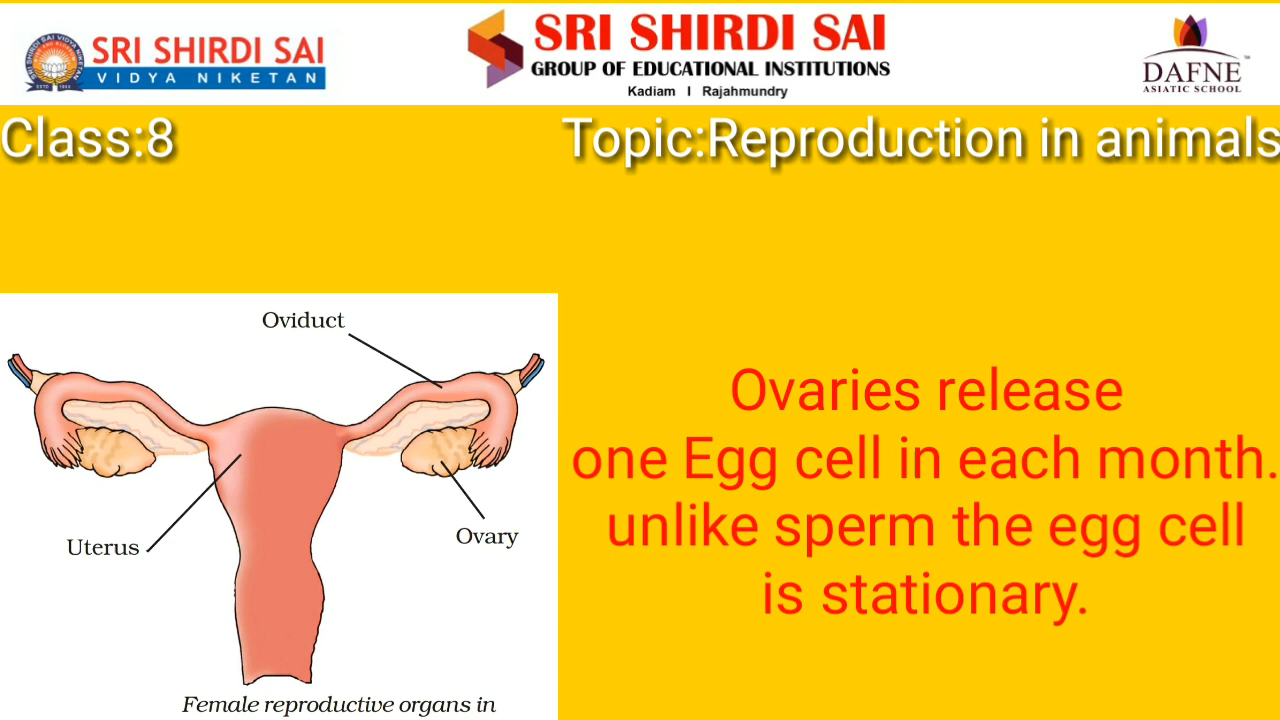 SRI SHIRDI SAI
VIDYA NIKETAN
SRI SHIRDI SAI
GROUP OF EDUCATIONAL INSTITUTIONS
Kadiam I Rajahmundry
DAFNE
ASIATIC SCHOOL
Class:8
Topic:Reproduction in animals
Oviduct
Uterus
Ovary
Female reproductive organs in
Ovaries release
one Egg cell in each month.
unlike sperm the egg cell
is stationary.